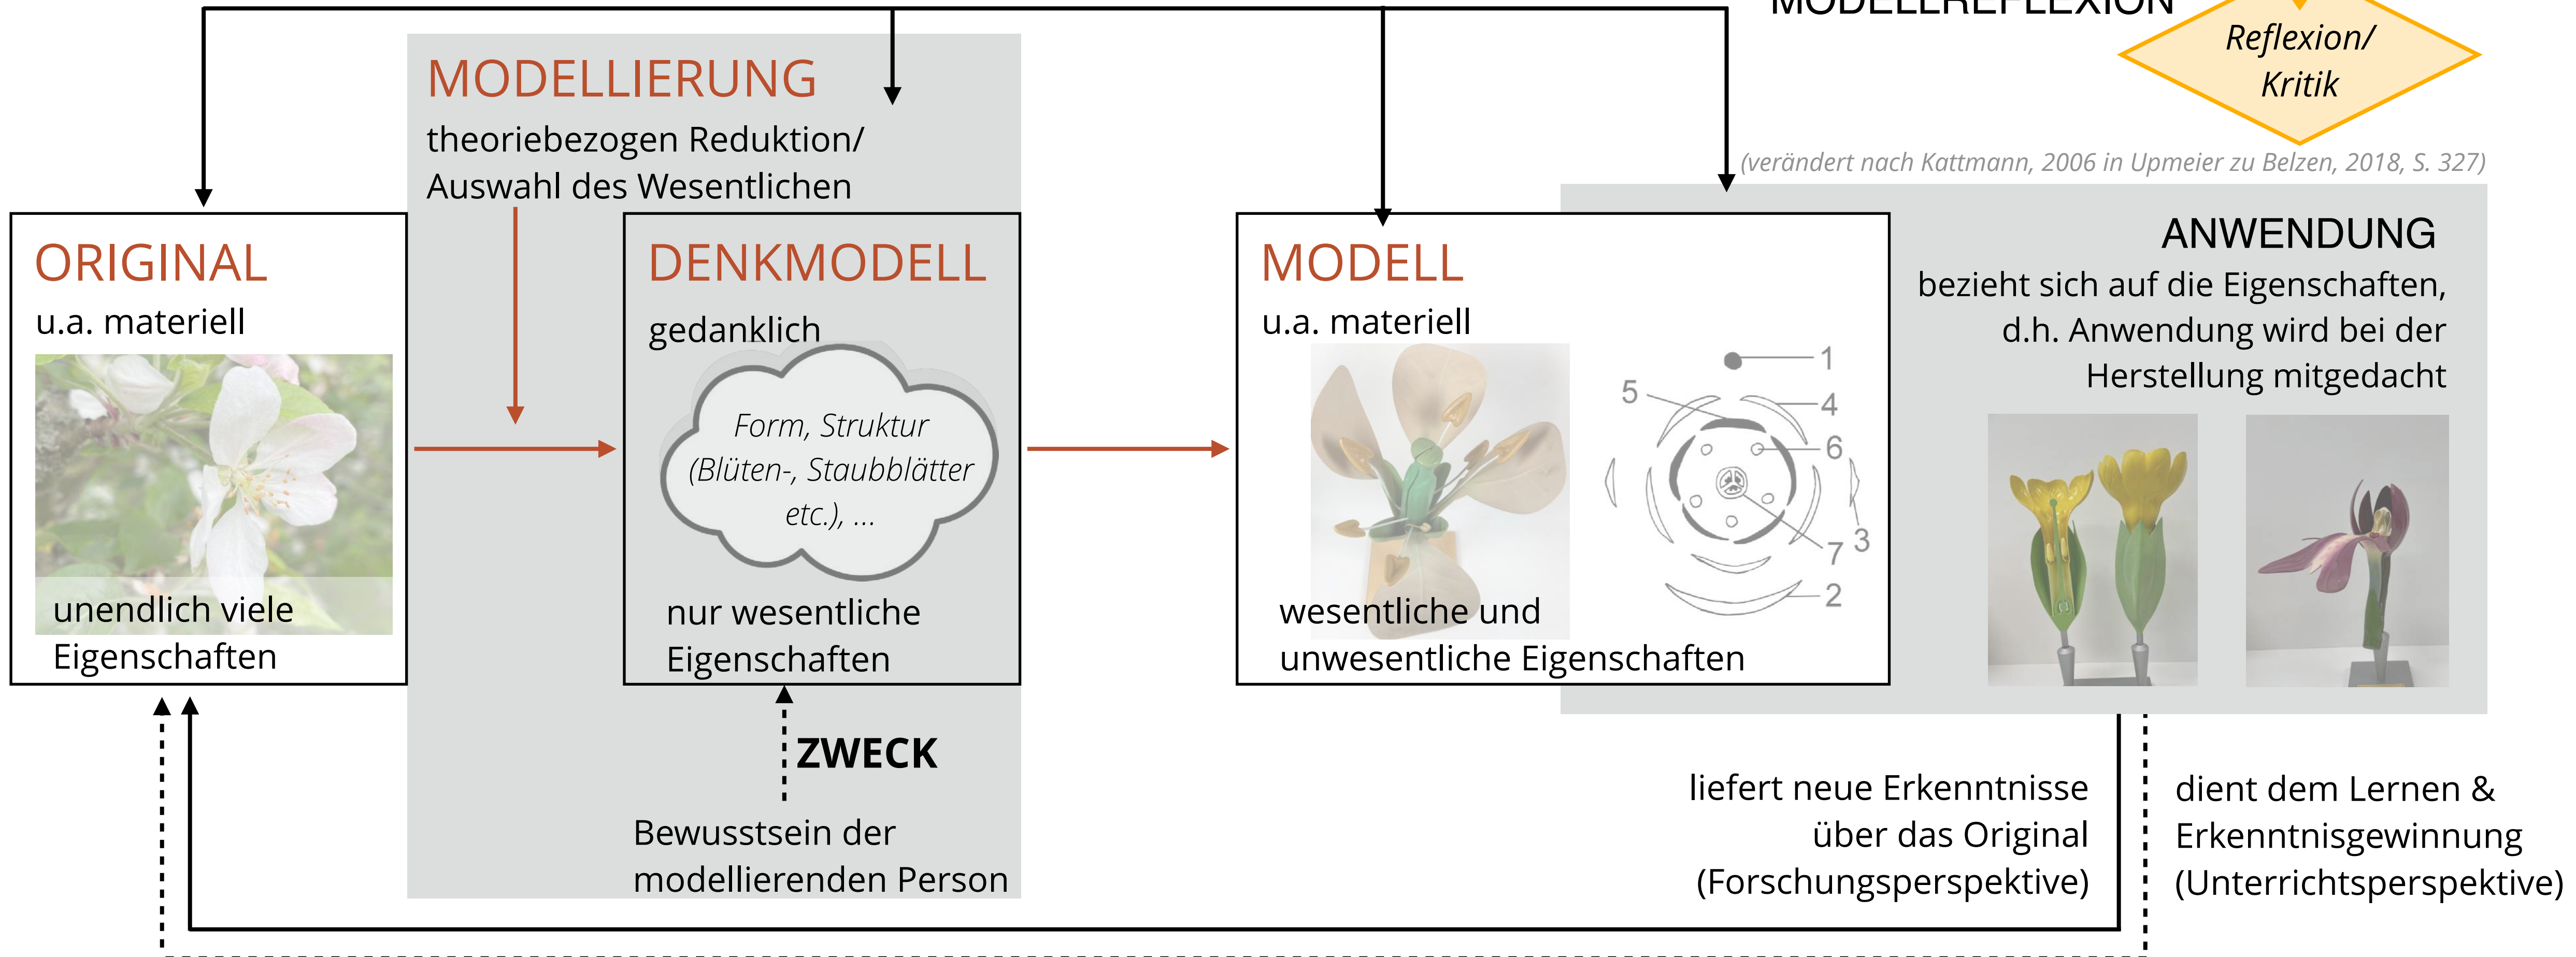 MODELLREFLEXION
Reflexion/
Kritik
(verändert nach Kattmann, 2006 in Upmeier zu Belzen, 2018, S. 327)
MODELLIERUNG
theoriebezogen Reduktion/
Auswahl des Wesentlichen
ORIGINAL
u.a. materiell
unendlich viele
Eigenschaften
DENKMODELL
gedanklich
Form, Struktur
(Blüten-, Staubblätter
etc.), ...
nur wesentliche
Eigenschaften
ZWECK
Bewusstsein der
modellierenden Person
MODELL
u.a. materiell
1
5
4
6
7
3
2
wesentliche und
unwesentliche Eigenschaften
ANWENDUNG
bezieht sich auf die Eigenschaften,
d.h. Anwendung wird bei der
Herstellung mitgedacht
liefert neue Erkenntnisse
über das Original
(Forschungsperspektive)
dient dem Lernen &
Erkenntnisgewinnung
(Unterrichtsperspektive)